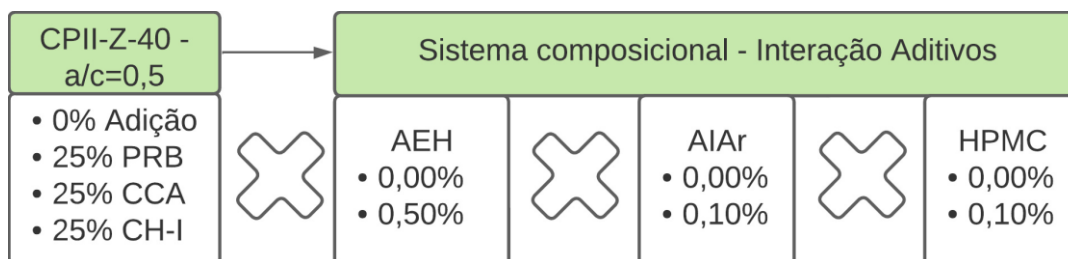 CPII-Z-40 -
a/c=0,5
Sistema composicional - Interação Aditivos
• 0% Adição
• 25% PRB
• 25% CCA
• 25% CH-I
AEH
• 0,00%
• 0,50%
AIAr
• 0,00%
• 0,10%
HPMC
• 0,00%
• 0,10%